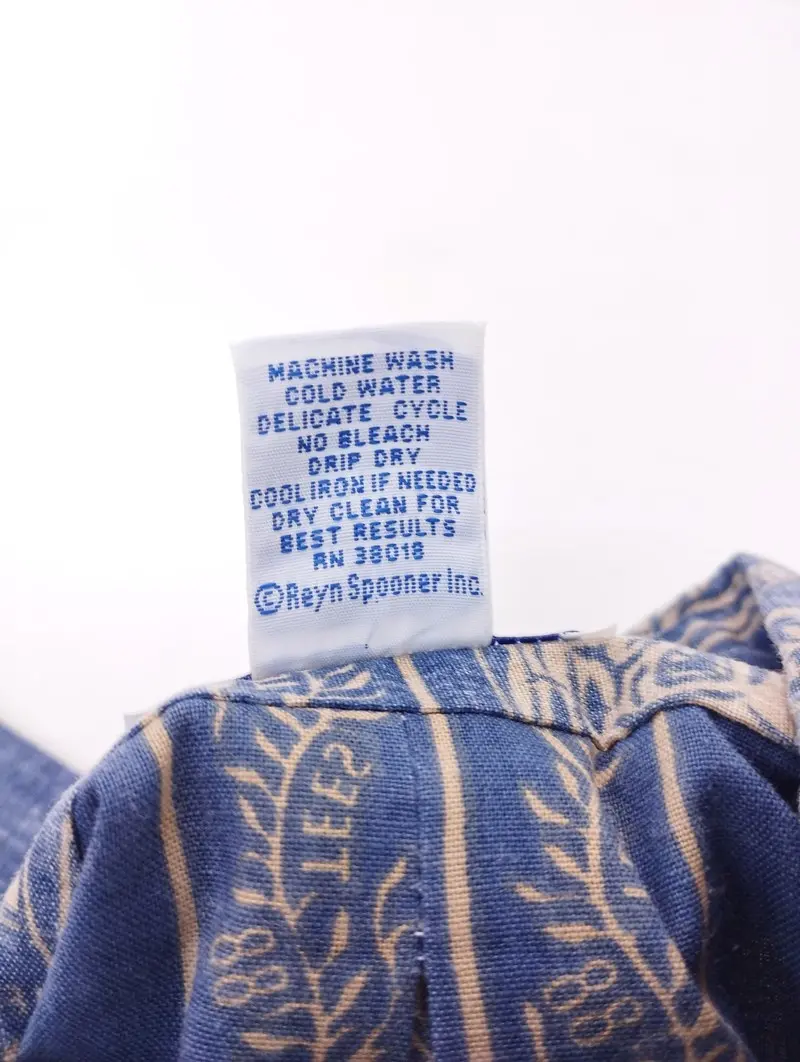 MACHINE WASH
COLD WATER
DELICATE CYCLE
NO BLEACH
DRIP DRY
COOL IRON IF NEEDED
DRY CLEAN FOR
BEST RESULTS
RN 38018
©Reyn Spooner Inc.